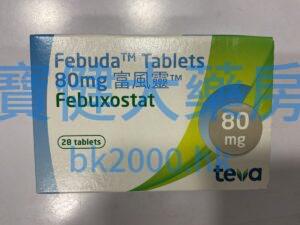 Febuda™ Tablets
80mg 富風靈™
Febuxostat
寶健大藥房
80
mg
28 tablets
bk2000.hk
teva